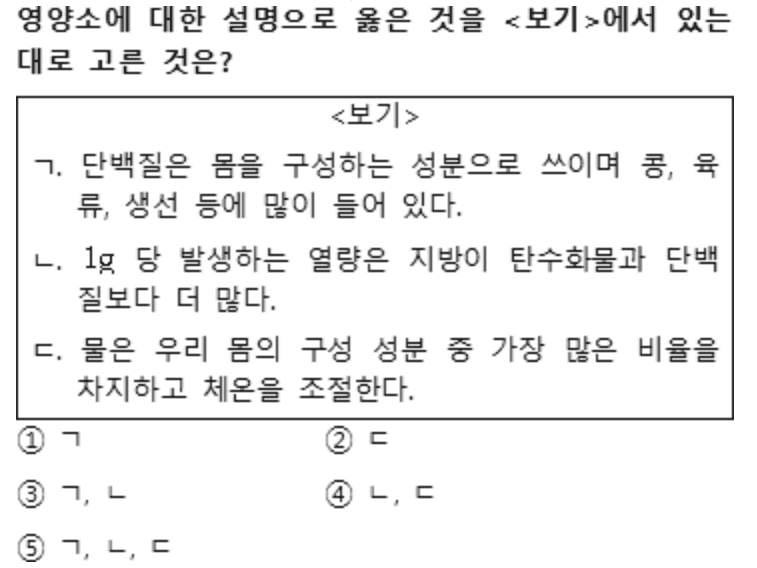 영양소에 대한 설명으로 옳은 것을 <보기>에서 있는
대로 고른 것은?
<보기>
ㄱ. 단백질은 몸을 구성하는 성분으로 쓰이며 콩, 육
류, 생선 등에 많이 들어 있다.
ㄴ. 1g 당 발생하는 열량은 지방이 탄수화물과 단백
질보다 더 많다.
ㄷ. 물은 우리 몸의 구성 성분 중 가장 많은 비율을
차지하고 체온을 조절한다.
① ㄱ ② ㄷ
③ ㄱ, ㄴ ④ ㄴ, ㄷ
⑤ ㄱ, ㄴ, ㄷ